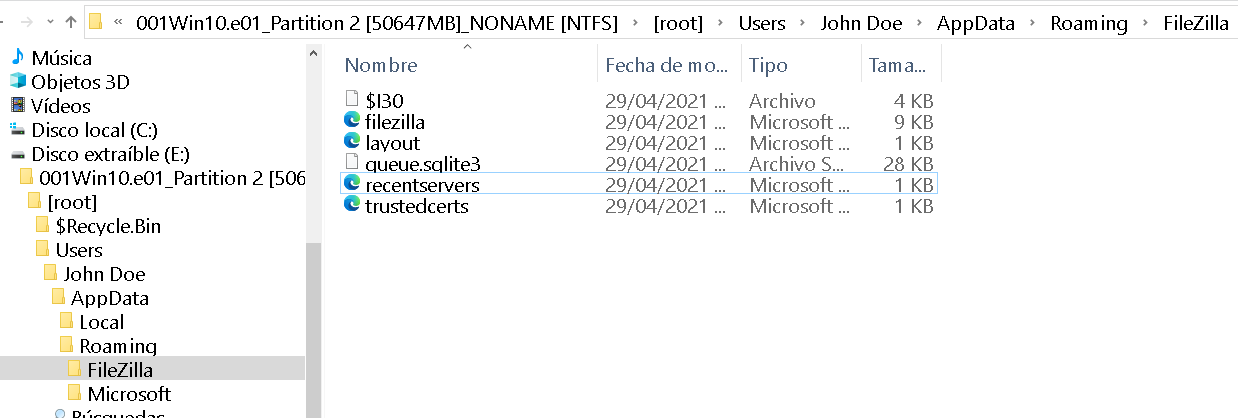 « 001Win10.e01_Partition 2 [50647MB]_NONAME [NTFS] › [root] › Users › John Doe › AppData › Roaming › FileZilla
Música
Objetos 3D
Vídeos
Disco local (C:)
Disco extraíble (E:)
001Win10.e01_Partition 2 [506
[root]
$Recycle.Bin
Users
John Doe
AppData
Local
Roaming
FileZilla
Microsoft
Búsquedas
Nombre Fecha de mo... Tipo Tama...
$I30 29/04/2021 ... Archivo 4 KB
filezilla 29/04/2021 ... Microsoft ... 9 KB
layout 29/04/2021 ... Microsoft ... 1 KB
queue.sqlite3 29/04/2021 ... Archivo S... 28 KB
recentservers 29/04/2021 ... Microsoft ... 1 KB
trustedcerts 29/04/2021 ... Microsoft ... 1 KB